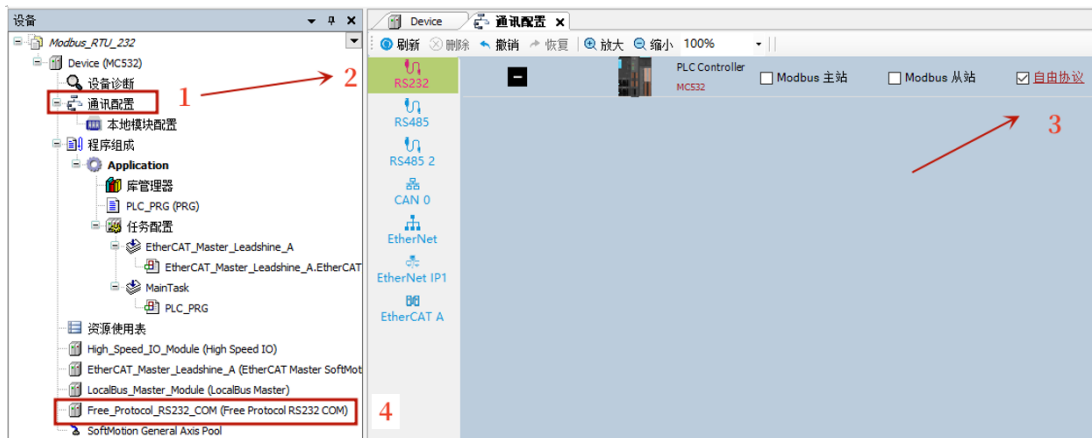 设备
Modbus_RTU_232
Device (MC532)
设备诊断
通讯配置
本地模块配置
程序组成
Application
库管理器
PLC_PRG (PRG)
任务配置
EtherCAT_Master_Leadshine_A
EtherCAT_Master_Leadshine_A.EtherCAT
MainTask
PLC_PRG
资源使用表
High_Speed_IO_Module (High Speed IO)
EtherCAT_Master_Leadshine_A (EtherCAT Master SoftMot
LocalBus_Master_Module (LocalBus Master)
Free_Protocol_RS232_COM (Free Protocol RS232 COM)
SoftMotion General Axis Pool
1
2
Device 通讯配置
刷新 删除 撤销 恢复 放大 缩小 100%
RS232
RS485
RS485 2
CAN 0
EtherNet
EtherNet IP1
EtherCAT A
PLC Controller
MC532
Modbus 主站 Modbus 从站 自由协议
3
4